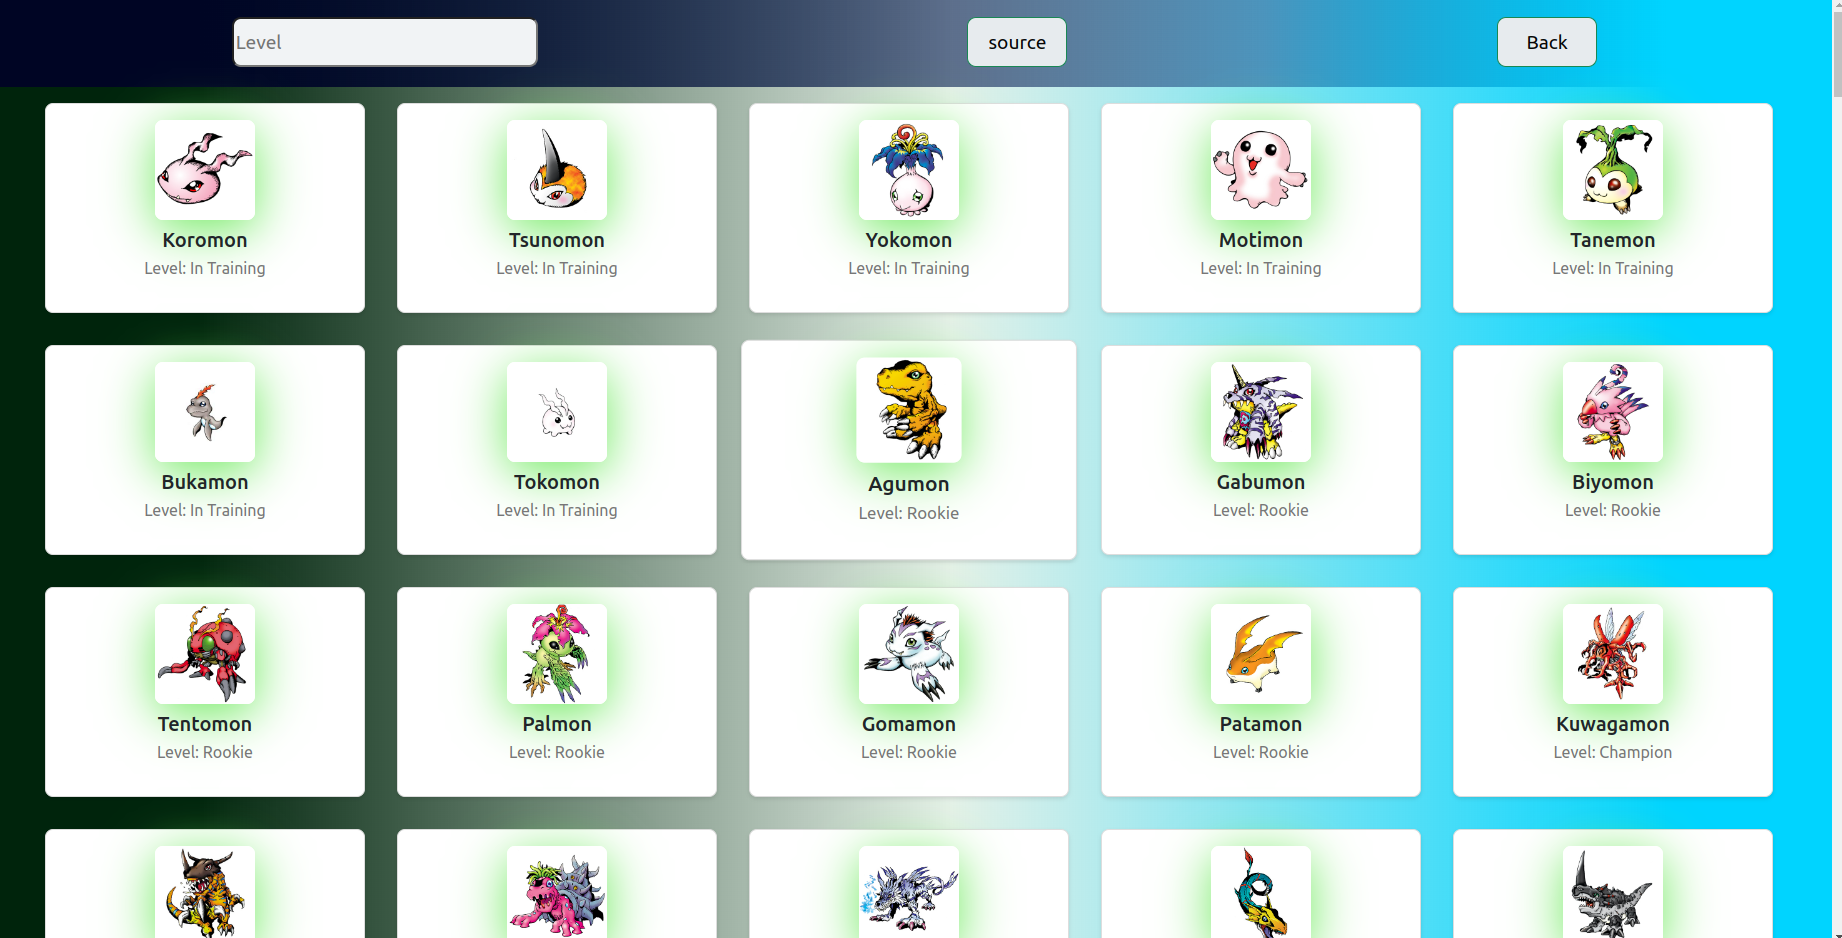 Level
source
Back
Koromon
Level: In Training
Tsunomon
Level: In Training
Yokomon
Level: In Training
Motimon
Level: In Training
Tanemon
Level: In Training
Bukamon
Level: In Training
Tokomon
Level: In Training
Agumon
Level: Rookie
Gabumon
Level: Rookie
Biyomon
Level: Rookie
Tentomon
Level: Rookie
Palmon
Level: Rookie
Gomamon
Level: Rookie
Patamon
Level: Rookie
Kuwagamon
Level: Champion